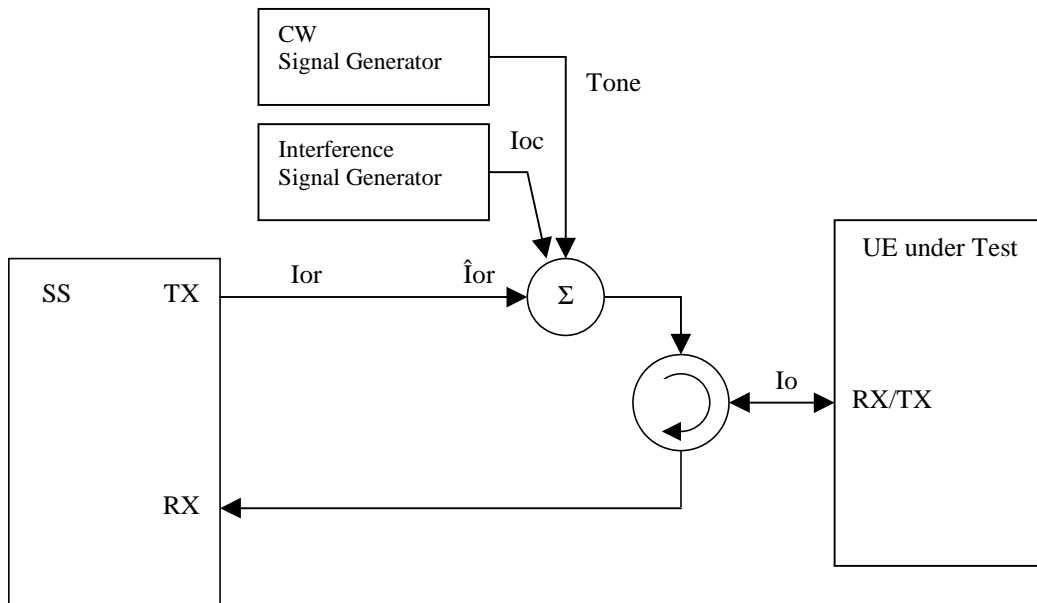 CW
Signal Generator
Tone
Interference
Signal Generator
Ioc
UE under Test
SS
TX
Ior
Îor
Σ
Io
RX/TX
RX